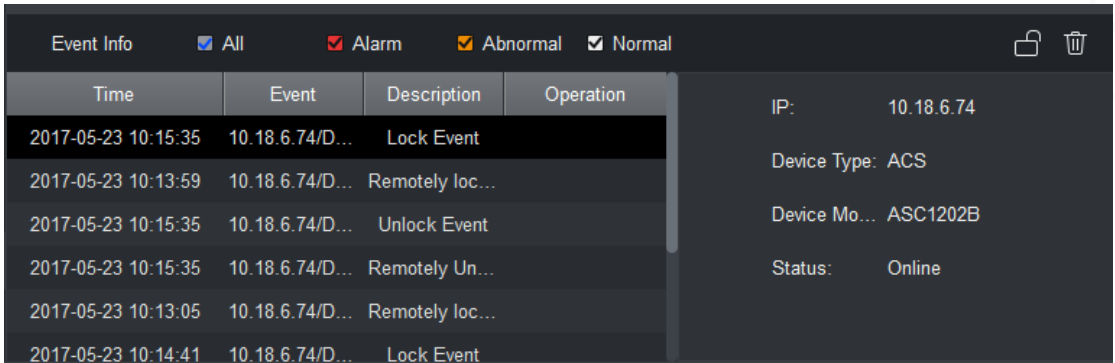 Event Info All Alarm Abnormal Normal
Time Event Description Operation
2017-05-23 10:15:35 10.18.6.74/D... Lock Event
2017-05-23 10:13:59 10.18.6.74/D... Remotely loc...
2017-05-23 10:15:35 10.18.6.74/D... Unlock Event
2017-05-23 10:15:35 10.18.6.74/D... Remotely Un...
2017-05-23 10:13:05 10.18.6.74/D... Remotely loc...
2017-05-23 10:14:41 10.18.6.74/D... Lock Event
IP: 10.18.6.74
Device Type: ACS
Device Mo... ASC1202B
Status: Online